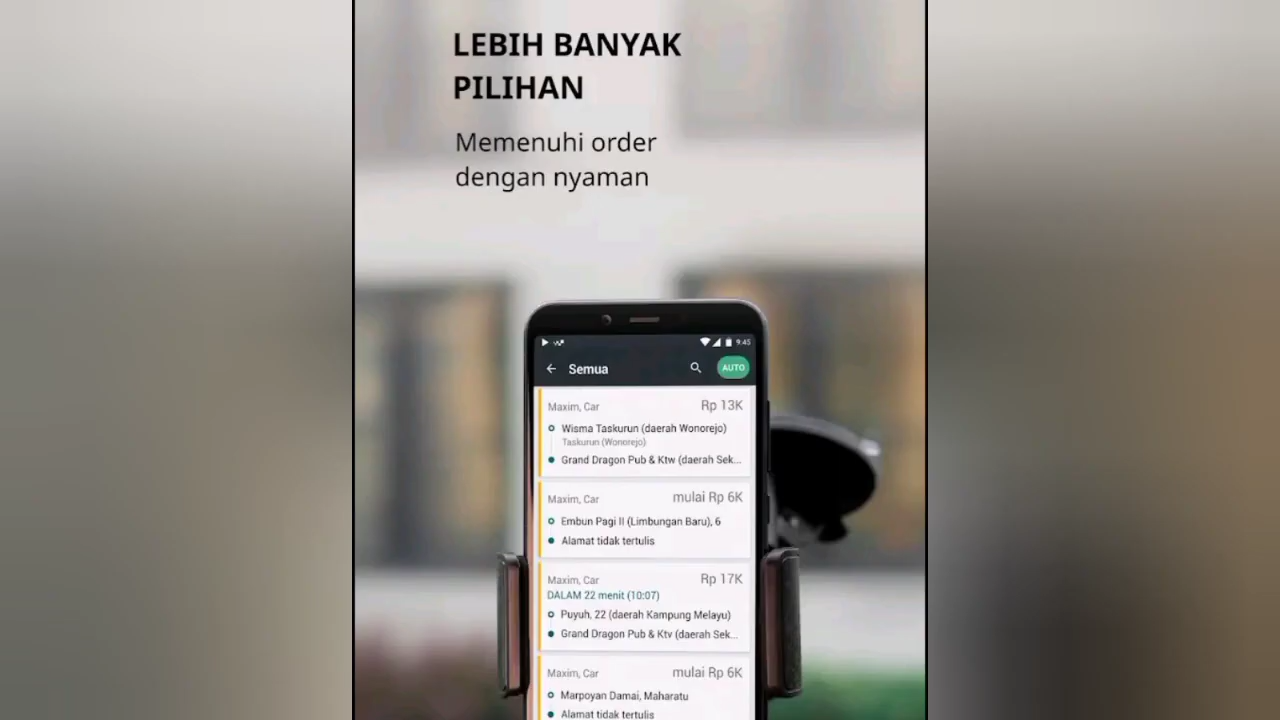 LEBIH BANYAK
PILIHAN
Memenuhi order
dengan nyaman
9:45
Semua
AUTO
Maxim, Car
Rp 13K
Wisma Taskurun (daerah Wonorejo)
Taskurun (Wonorejo)
Grand Dragon Pub & Ktw (daerah Sek...
Maxim, Car
mulai Rp 6K
Embun Pagi II (Limbungan Baru), 6
Alamat tidak tertulis
Maxim, Car
Rp 17K
DALAM 22 menit (10:07)
Puyuh, 22 (daerah Kampung Melayu)
Grand Dragon Pub & Ktv (daerah Sek...
Maxim, Car
mulai Rp 6K
Marpoyan Damai, Maharatu
Alamat tidak tertulis